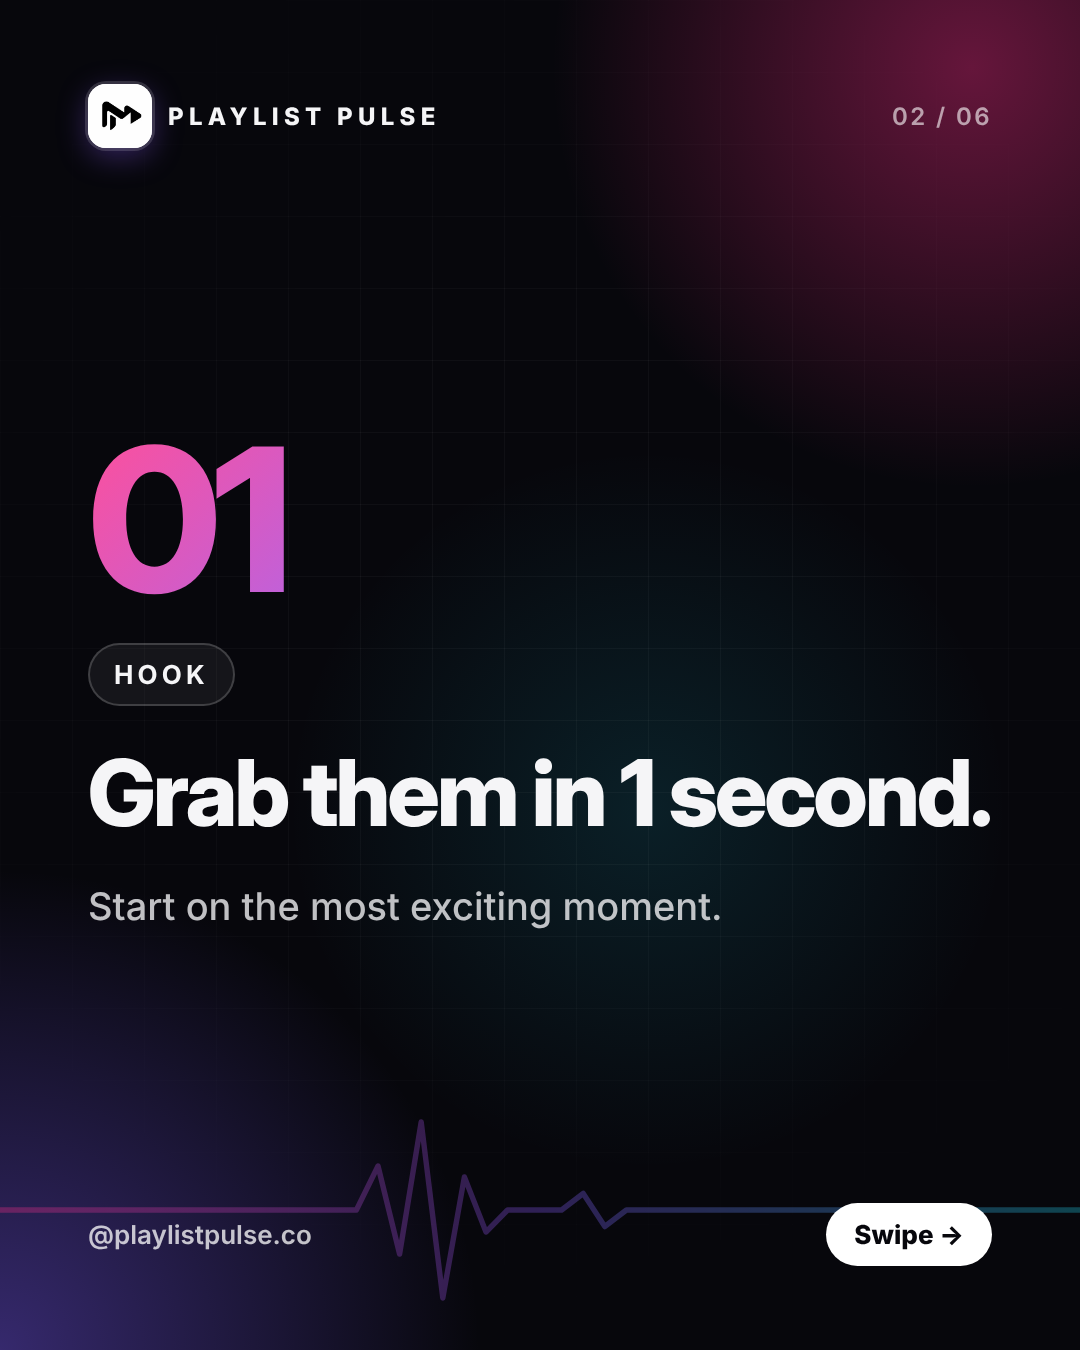 PLAYLIST PULSE
02 / 06
01
HOOK
Grab them in 1 second.
Start on the most exciting moment.
@playlistpulse.co
Swipe →